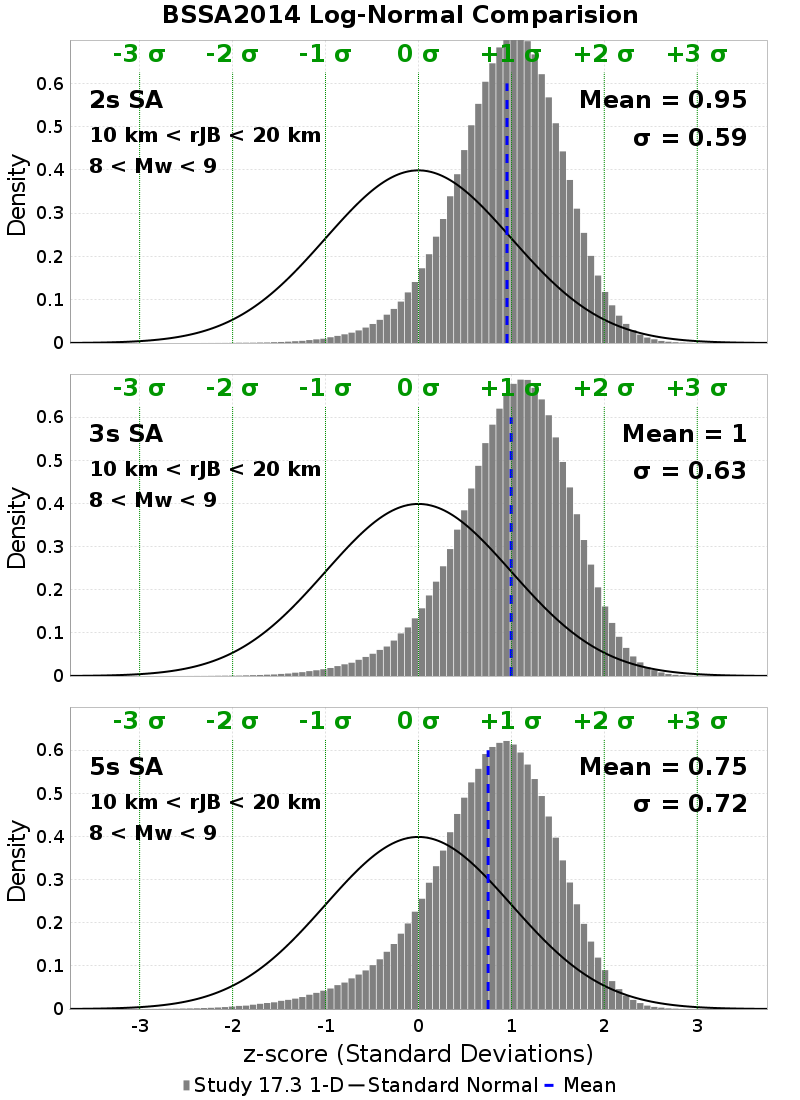 BSSA2014 Log-Normal Comparision
-3 σ -2 σ -1 σ 0 σ +1 σ +2 σ +3 σ
2s SA
10 km < rJB < 20 km
8 < Mw < 9
Mean = 0.95
σ = 0.59
Density
0.6
0.5
0.4
0.3
0.2
0.1
0
-3 σ -2 σ -1 σ 0 σ +1 σ +2 σ +3 σ
3s SA
10 km < rJB < 20 km
8 < Mw < 9
Mean = 1
σ = 0.63
Density
0.6
0.5
0.4
0.3
0.2
0.1
0
-3 σ -2 σ -1 σ 0 σ +1 σ +2 σ +3 σ
5s SA
10 km < rJB < 20 km
8 < Mw < 9
Mean = 0.75
σ = 0.72
Density
0.6
0.5
0.4
0.3
0.2
0.1
0
-3 -2 -1 0 1 2 3
z-score (Standard Deviations)
Study 17.3 1-D Standard Normal Mean